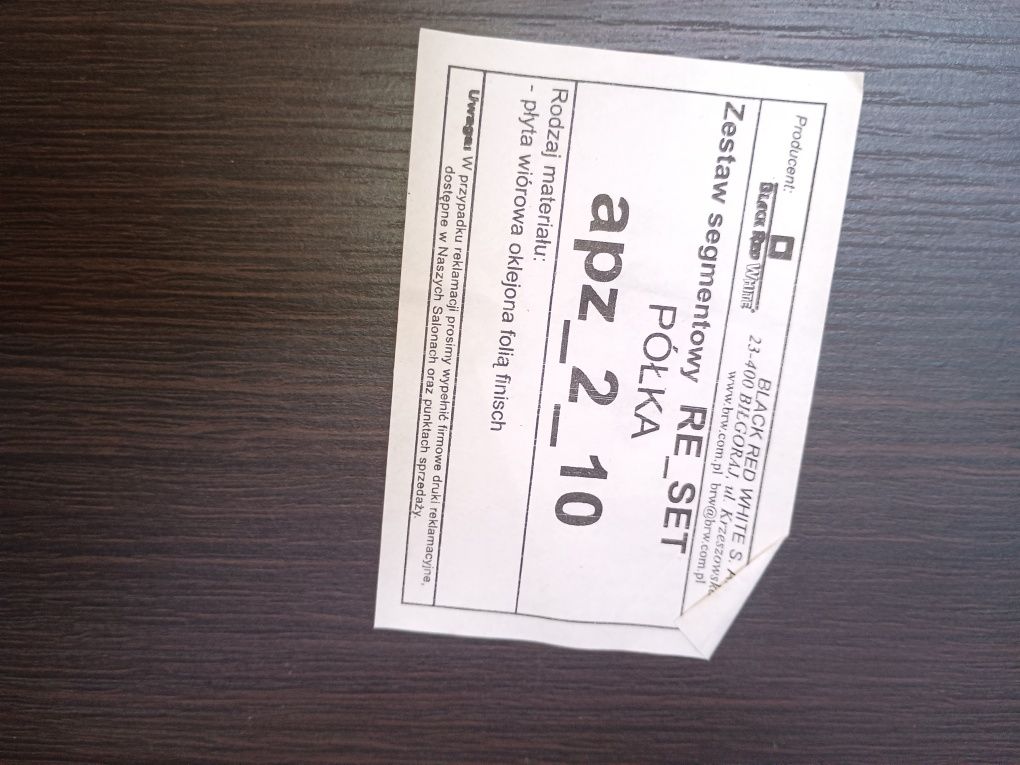 Producent:
BLACK RED WHITE
BLACK RED WHITE S.
23-400 BIŁGORAJ, ul.
www.brw.com.pl brw@brw.com.pl
Zestaw segmentowy RE_SET
PÓŁKA
apz_2_10
Rodzaj materiału:
- płyta wiórowa oklejona folią finisch
Uwaga: W przypadku reklamacji prosimy wypełnić firmowe druki reklamacyjne,
dostępne w Naszych Salonach oraz punktach sprzedaży.